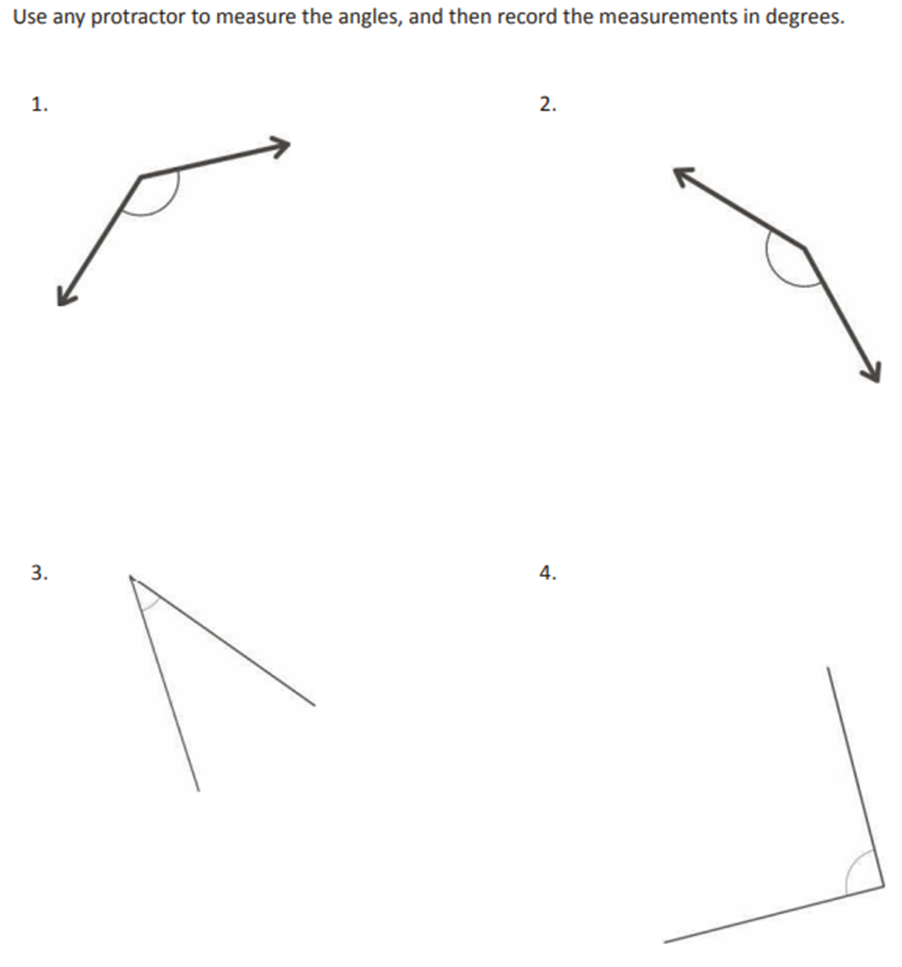 Use any protractor to measure the angles, and then record the measurements in degrees.
1.
2.
3.
4.